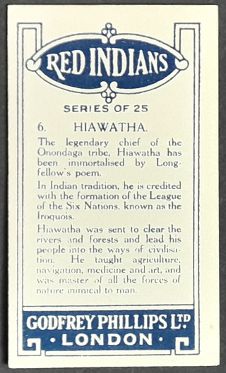 RED INDIANS
SERIES OF 25
6. HIAWATHA.
The legendary chief of the
Onondaga tribe, Hiawatha has
been immortalised by Long-
fellow's poem.
In Indian tradition, he is credited
with the formation of the League
of the Six Nations, known as the
Iroquois.
Hiawatha was sent to clear the
rivers and forests and lead his
people into the ways of civilisa-
tion. He taught agriculture,
navigation, medicine and art, and
was master of all the forces of
nature inimical to man.
GODFREY PHILLIPS LTD
· LONDON ·